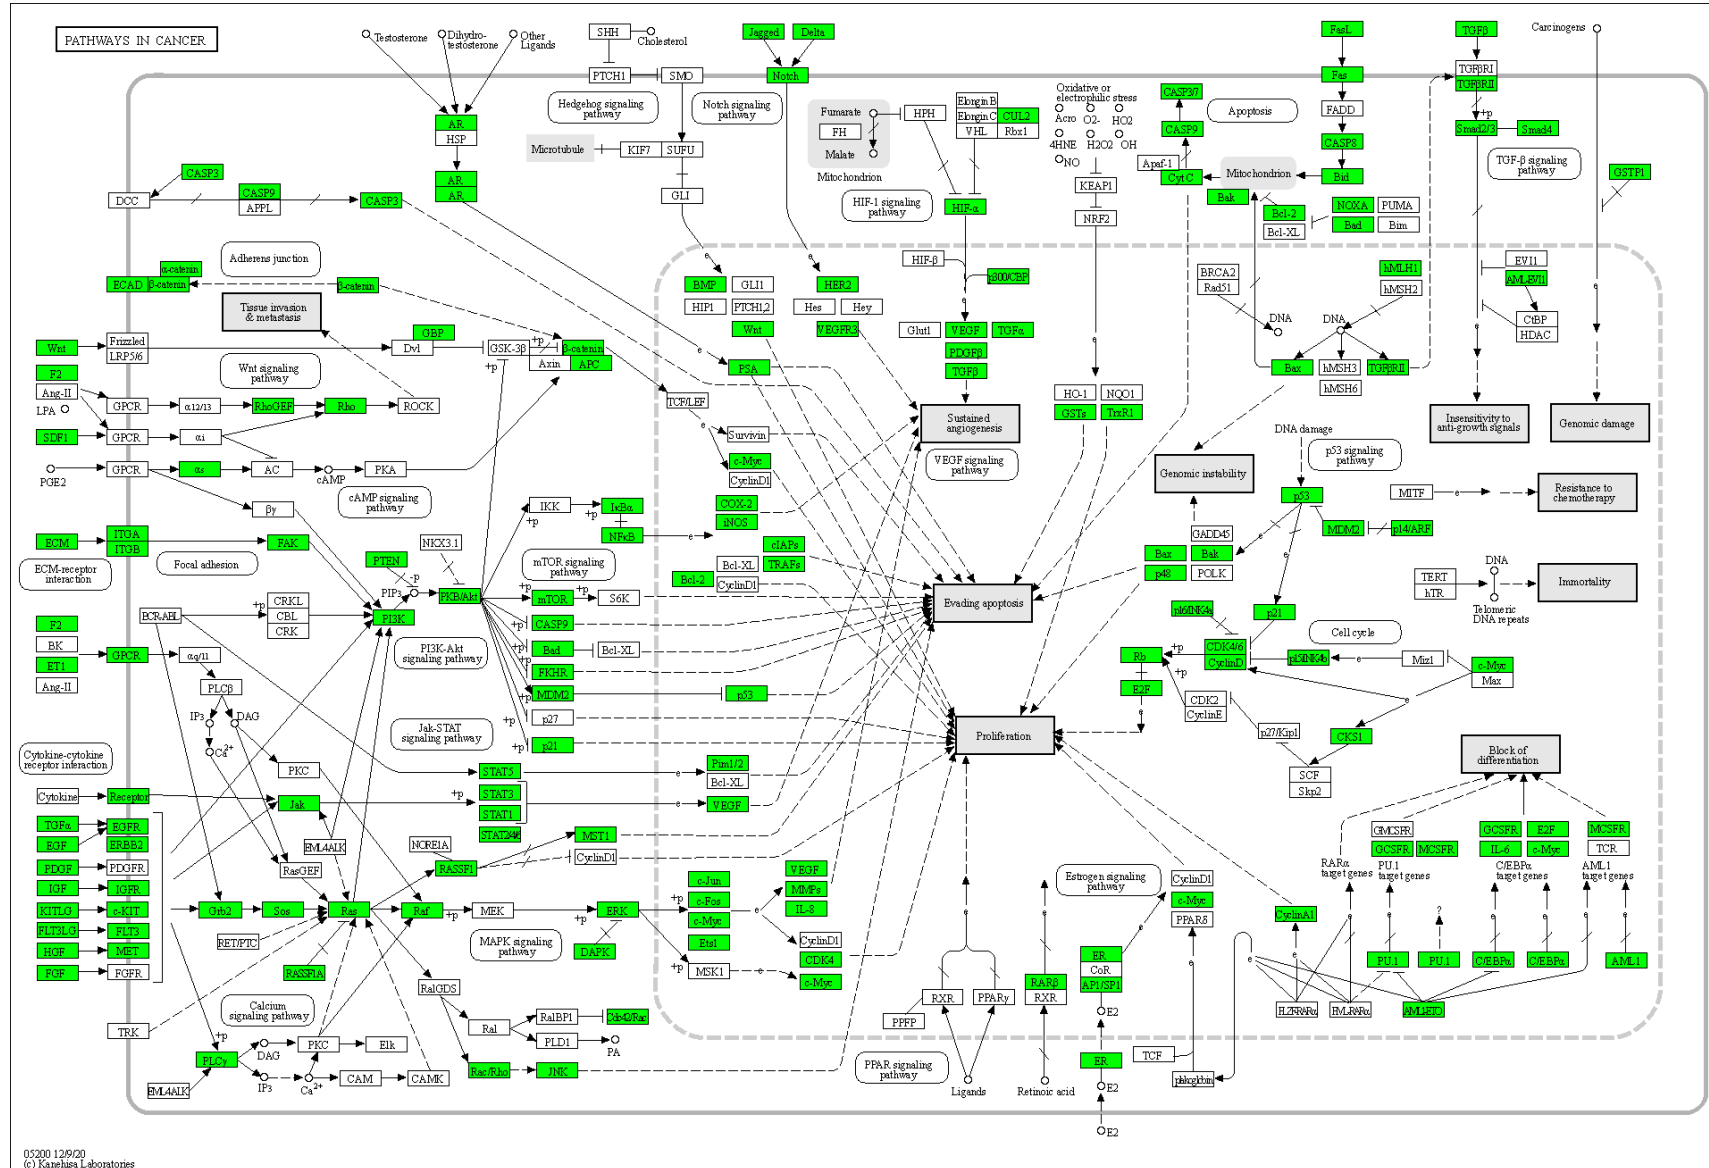 PATHWAYS IN CANCER
Testosterone
Dihydro-
testosterone
Other
Ligands
SHH
Cholesterol
PTCH1
SMO
Hedgehog signaling
pathway
Microtubule
KIF7
SUFU
GLI
Jagged
Delta
Notch
Notch signaling
pathway
Fumarate
FH
Malate
Mitochondrion
HPH
Elongin B
Elongin C
CUL2
VHL
Rbx1
HIF-1 signaling
pathway
HIF-α
Oxidative or
electrophilic stress
Acro
O2-
HO2
4HNE
H2O2
OH
NO
KEAP1
NRF2
CASP3/7
CASP9
Apaf-1
Cyt C
Apoptosis
Mitochondrion
FasL
Fas
FADD
CASP8
Bid
Bak
Bcl-2
Bcl-XL
NOXA
PUMA
Bad
Bim
TGFβ
TGFβRI
TGFβRII
+p
Smad2/3
Smad4
TGF-β signaling
pathway
Carcinogens
GSTP1
AR
HSP
AR
AR
DCC
CASP3
CASP9
APPL
CASP3
Adherens junction
α-catenin
ECAD
β-catenin
β-catenin
Tissue invasion
& metastasis
Wnt
Frizzled
LRP5/6
Dvl
GBP
GSK-3β
+p
β-catenin
Axin
APC
+p
Wnt signaling
pathway
F2
Ang-II
LPA
GPCR
α12/13
RhoGEF
Rho
ROCK
SDF1
GPCR
αi
PGE2
GPCR
αs
AC
cAMP
PKA
cAMP signaling
pathway
βγ
TCF/LEF
e
BMP
GLI1
HIP1
PTCH1,2
Wnt
e
HER2
Hes
Hey
VEGFR3
PSA
e
HIF-β
p300/CBP
e
Glut1
VEGF
TGFα
PDGFβ
TGFβ
Sustained
angiogenesis
VEGF signaling
pathway
e
HO-1
NQO1
GSTs
TrxR1
e
BRCA2
Rad51
DNA
hMLH1
hMSH2
DNA
Bax
hMSH3
TGFβRII
hMSH6
e
EVI1
AML-EVI1
CtBP
HDAC
e
Insensitivity to
anti-growth signals
Genomic damage
Genomic instability
GADD45
DNA damage
p53 signaling
pathway
p53
MDM2
p14/ARF
e
e
e
MITF
e
Resistance to
chemotherapy
TERT
hTR
DNA
Telomeric
DNA repeats
Immortality
Survivin
c-Myc
CyclinD1
e
ECM
ITGA
ITGB
FAK
ECM-receptor
interaction
Focal adhesion
PTEN
-p
PIP3
NKX3.1
PKB/Akt
PI3K
IKK
+p
IκBα
+p
NFκB
e
COX-2
iNOS
cIAPs
Bcl-XL
TRAFs
Bcl-2
CyclinD1
mTOR signaling
pathway
mTOR
S6K
CASP9
Bad
Bcl-XL
FKHR
MDM2
p53
p27
p21
+p
+p
+p
+p
+p
+p
+p
PI3K-Akt
signaling pathway
Evading apoptosis
Bax
Bak
p48
POLK
p16/INK4a
p21
CDK4/6
CyclinD
+p
Rb
E2F
e
p15/INK4b
e
Miz1
c-Myc
Max
Cell cycle
CDK2
CyclinE
p27/Kip1
e
CKS1
SCF
Skp2
F2
BK
ET1
Ang-II
GPCR
BCR-ABL
+p
CRKL
CBL
CRK
αq/11
PLCβ
IP3
DAG
Ca2+
PKC
Jak-STAT
signaling pathway
Cytokine-cytokine
receptor interaction
Cytokine
Receptor
Jak
+p
STAT5
STAT3
STAT1
STAT2/4/6
e
e
Pim1/2
Bcl-XL
VEGF
Proliferation
TGFα
EGFR
EGF
ERBB2
PDGF
PDGFR
IGF
IGFR
KITLG
c-KIT
FLT3LG
FLT3
HGF
MET
FGF
FGFR
EML4ALK
RasGEF
NORE1A
RASSF1
MST1
CyclinD1
Grb2
Sos
Ras
Raf
+p
MEK
+p
ERK
+p
DAPK
RET/PTC
RASSF1A
MAPK signaling
pathway
c-Jun
c-Fos
c-Myc
Ets1
e
VEGF
MMPs
IL-8
CyclinD1
CDK4
+p
MSK1
e
c-Myc
TRK
Calcium
signaling pathway
+p
PLCγ
EML4ALK
DAG
PKC
Elk
IP3
Ca2+
CAM
CAMK
RalGDS
Ral
RalBP1
Cdc42/Rac
PLD1
PA
Rac/Rho
JNK
e
e
RXR
PPARγ
PPFP
PPAR signaling
pathway
Ligands
e
RARβ
RXR
Retinoic acid
Estrogen signaling
pathway
e
ER
CoR
AP1/SP1
E2
ER
E2
E2
CyclinD1
c-Myc
PPARδ
e
TCF
plakoglobin
e
CyclinA1
e
PLZF-RARα
PML-RARα
AML1-ETO
Block of
differentiation
RARα
target genes
GMCSFR
GCSFR
MCSFR
PU.1
target genes
GCSFR
E2F
IL-6
c-Myc
C/EBPα
target genes
MCSFR
TCR
AML1
target genes
e
e
?
e
e
e
PU.1
PU.1
C/EBPα
C/EBPα
AML1
05200 12/9/20
(c) Kanehisa Laboratories